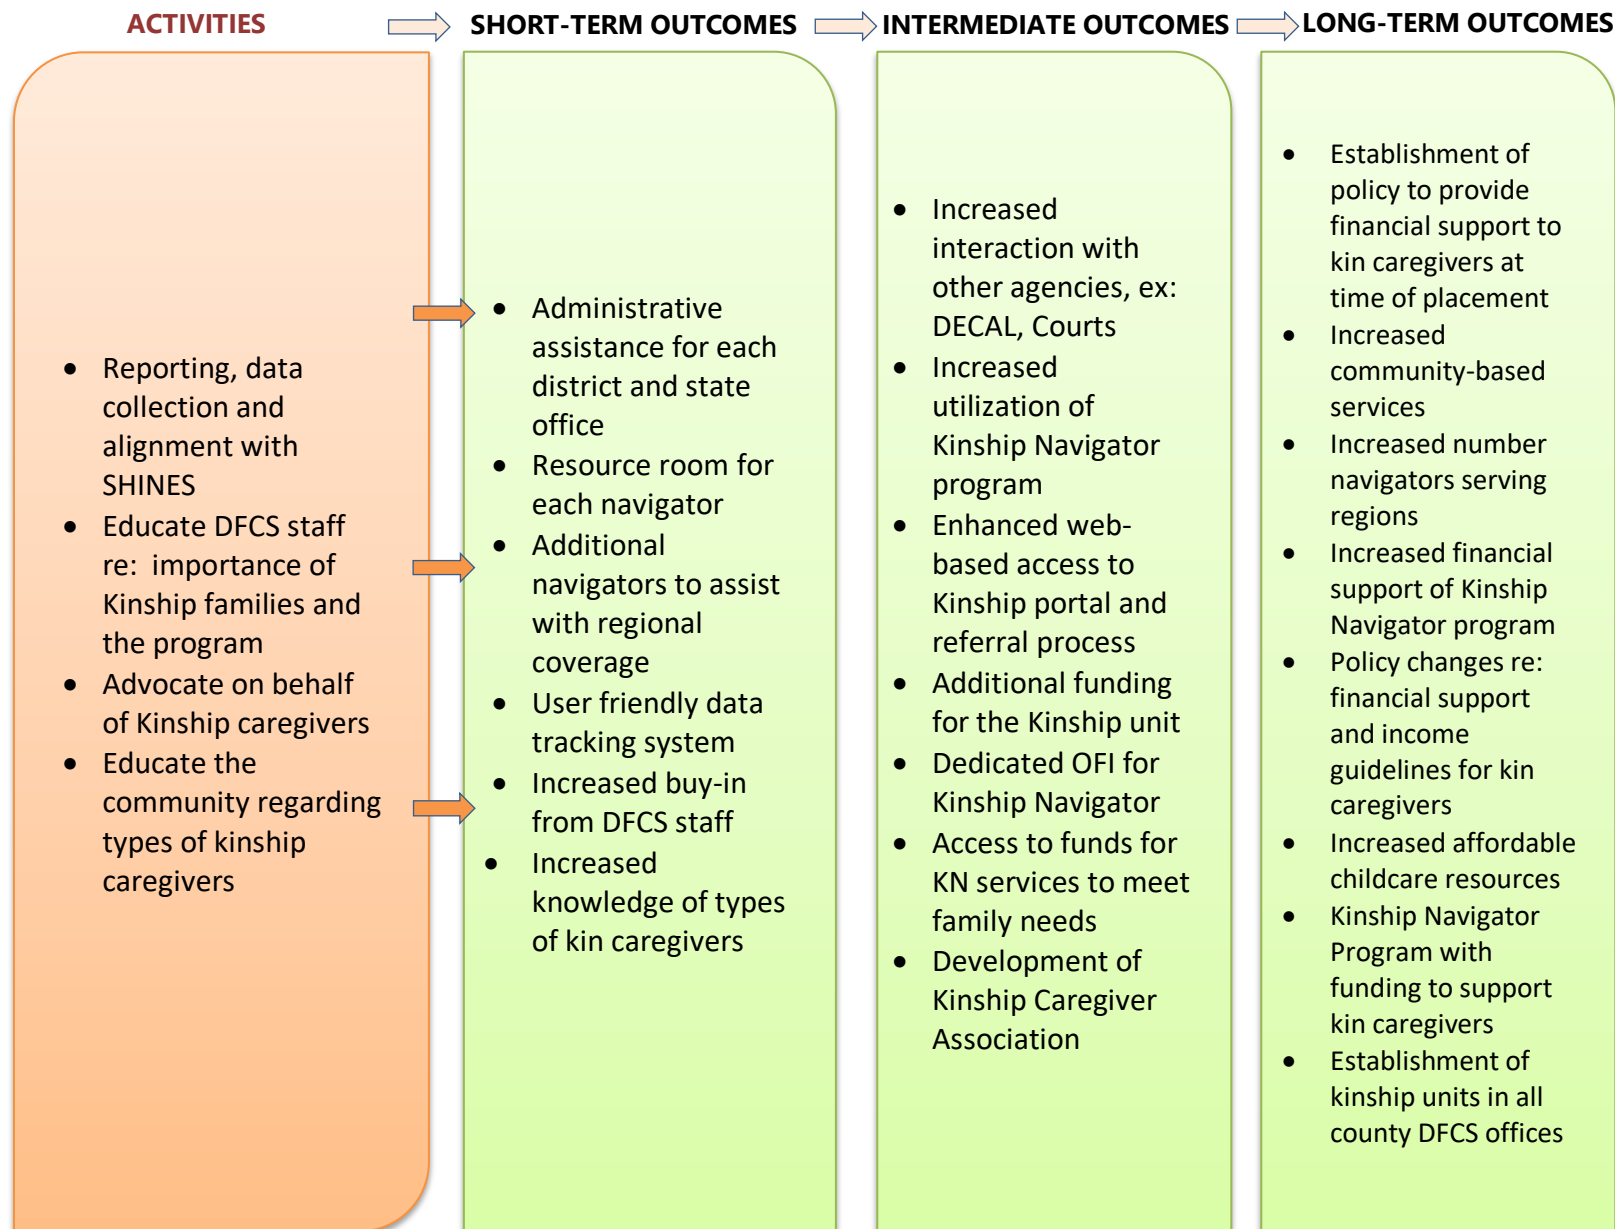 ACTIVITIES
SHORT-TERM OUTCOMES
INTERMEDIATE OUTCOMES
LONG-TERM OUTCOMES
• Reporting, data
collection and
alignment with
SHINES
• Educate DFCS staff
re:  importance of
Kinship families and
the program
• Advocate on behalf
of Kinship caregivers
• Educate the
community regarding
types of kinship
caregivers
• Administrative
assistance for each
district and state
office
• Resource room for
each navigator
• Additional
navigators to assist
with regional
coverage
• User friendly data
tracking system
• Increased buy-in
from DFCS staff
• Increased
knowledge of types
of kin caregivers
• Increased
interaction with
other agencies, ex:
DECAL, Courts
• Increased
utilization of
Kinship Navigator
program
• Enhanced web-
based access to
Kinship portal and
referral process
• Additional funding
for the Kinship unit
• Dedicated OFI for
Kinship Navigator
• Access to funds for
KN services to meet
family needs
• Development of
Kinship Caregiver
Association
• Establishment of
policy to provide
financial support to
kin caregivers at
time of placement
• Increased
community-based
services
• Increased number
navigators serving
regions
• Increased financial
support of Kinship
Navigator program
• Policy changes re:
financial support
and income
guidelines for kin
caregivers
• Increased affordable
childcare resources
• Kinship Navigator
Program with
funding to support
kin caregivers
• Establishment of
kinship units in all
county DFCS offices